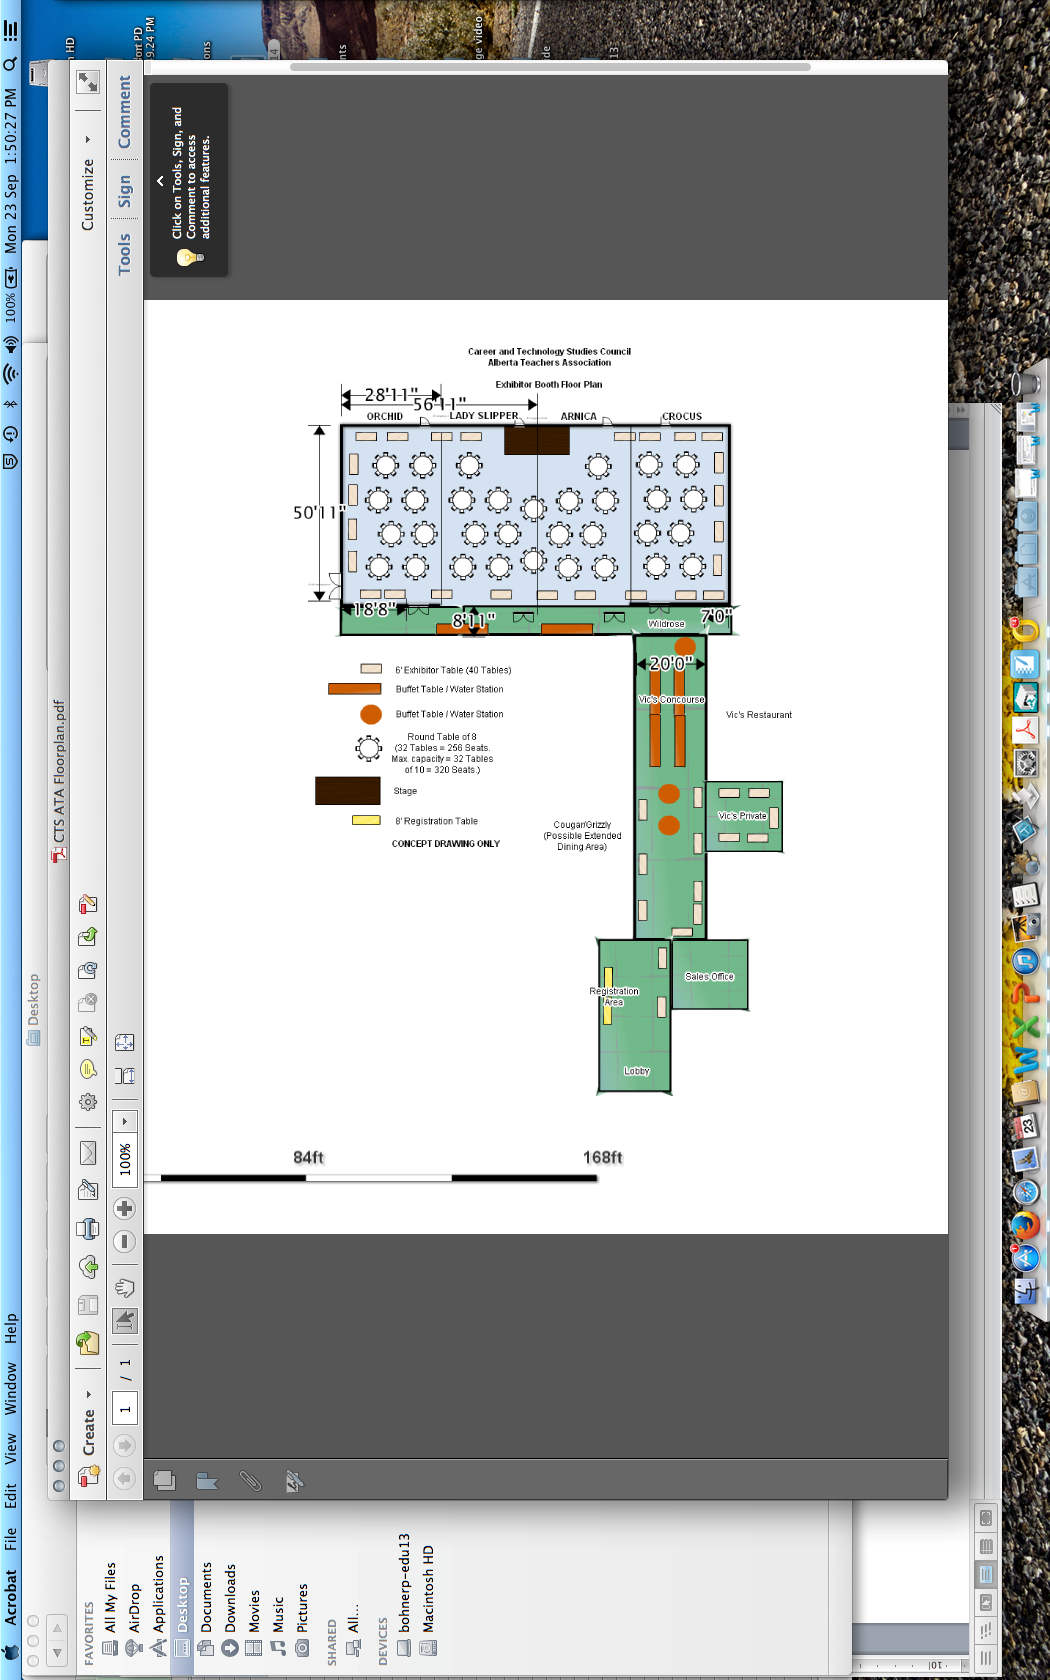 Acrobat File Edit View Window Help
100% Mon 23 Sep 1:50:27 PM
CTS ATA Floorplan.pdf
Desktop
Create
Customize
1 / 1
100%
Tools Sign Comment
Click on Tools, Sign, and
Comment to access
additional features.
FAVORITES
All My Files
AirDrop
Applications
Desktop
Documents
Downloads
Movies
Music
Pictures
SHARED
All...
DEVICES
bohnerp-edu13
Macintosh HD
Career and Technology Studies Council
Alberta Teachers Association
Exhibitor Booth Floor Plan
28'11"
56'11"
ORCHID LADY SLIPPER ARNICA CROCUS
50'11"
18'8"
8'11"
Wildrose
7'0"
20'0"
6' Exhibitor Table (40 Tables)
Buffet Table / Water Station
Buffet Table / Water Station
Round Table of 8
(32 Tables = 256 Seats.
Max. capacity = 32 Tables
of 10 = 320 Seats.)
Stage
8' Registration Table
CONCEPT DRAWING ONLY
Vic's Concourse
Vic's Restaurant
Vic's Private
Cougar/Grizzly
(Possible Extended
Dining Area)
Sales Office
Registration
Area
Lobby
84ft
168ft